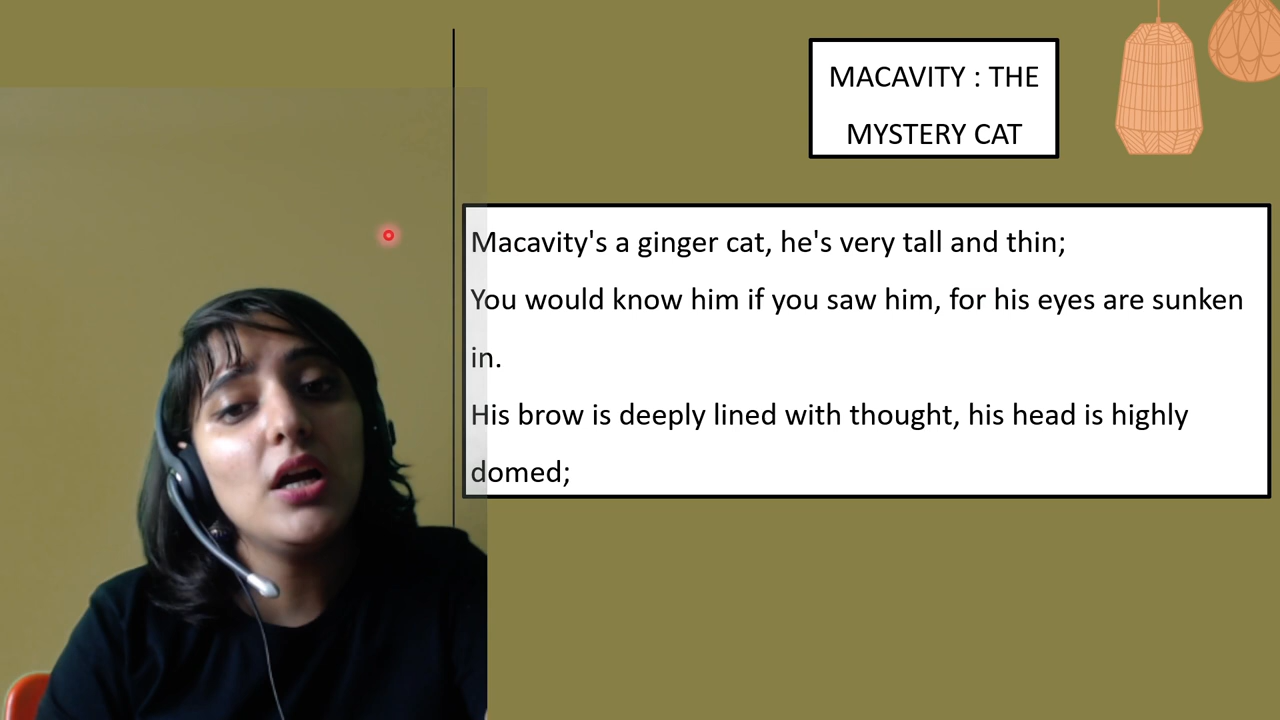 MACAVITY : THE
MYSTERY CAT
Macavity's a ginger cat, he's very tall and thin;
You would know him if you saw him, for his eyes are sunken
in.
His brow is deeply lined with thought, his head is highly
domed;